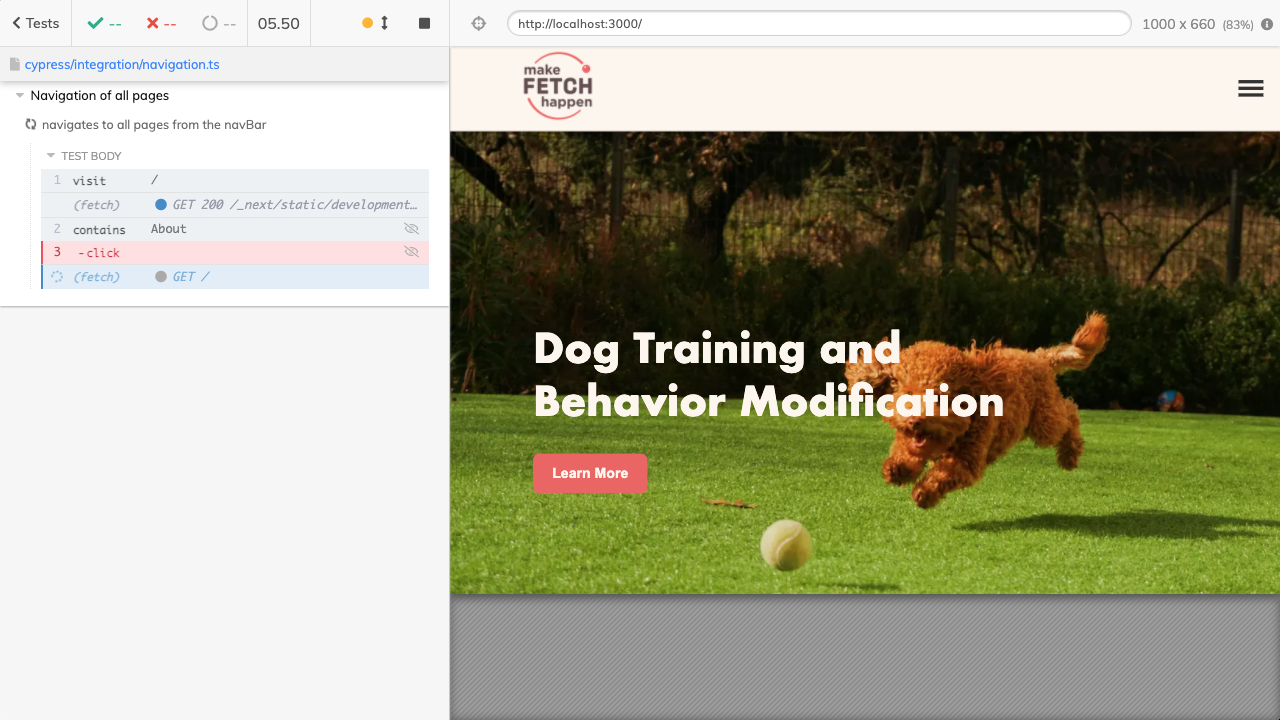 Tests
--
--
--
05.50
http://localhost:3000/
1000 x 660 (83%)
cypress/integration/navigation.ts
Navigation of all pages
navigates to all pages from the navBar
TEST BODY
1 visit /
(fetch) GET 200 /_next/static/development…
2 contains About
3 -click
(fetch) GET /
make
FETCH
happen
Dog Training and
Behavior Modification
Learn More